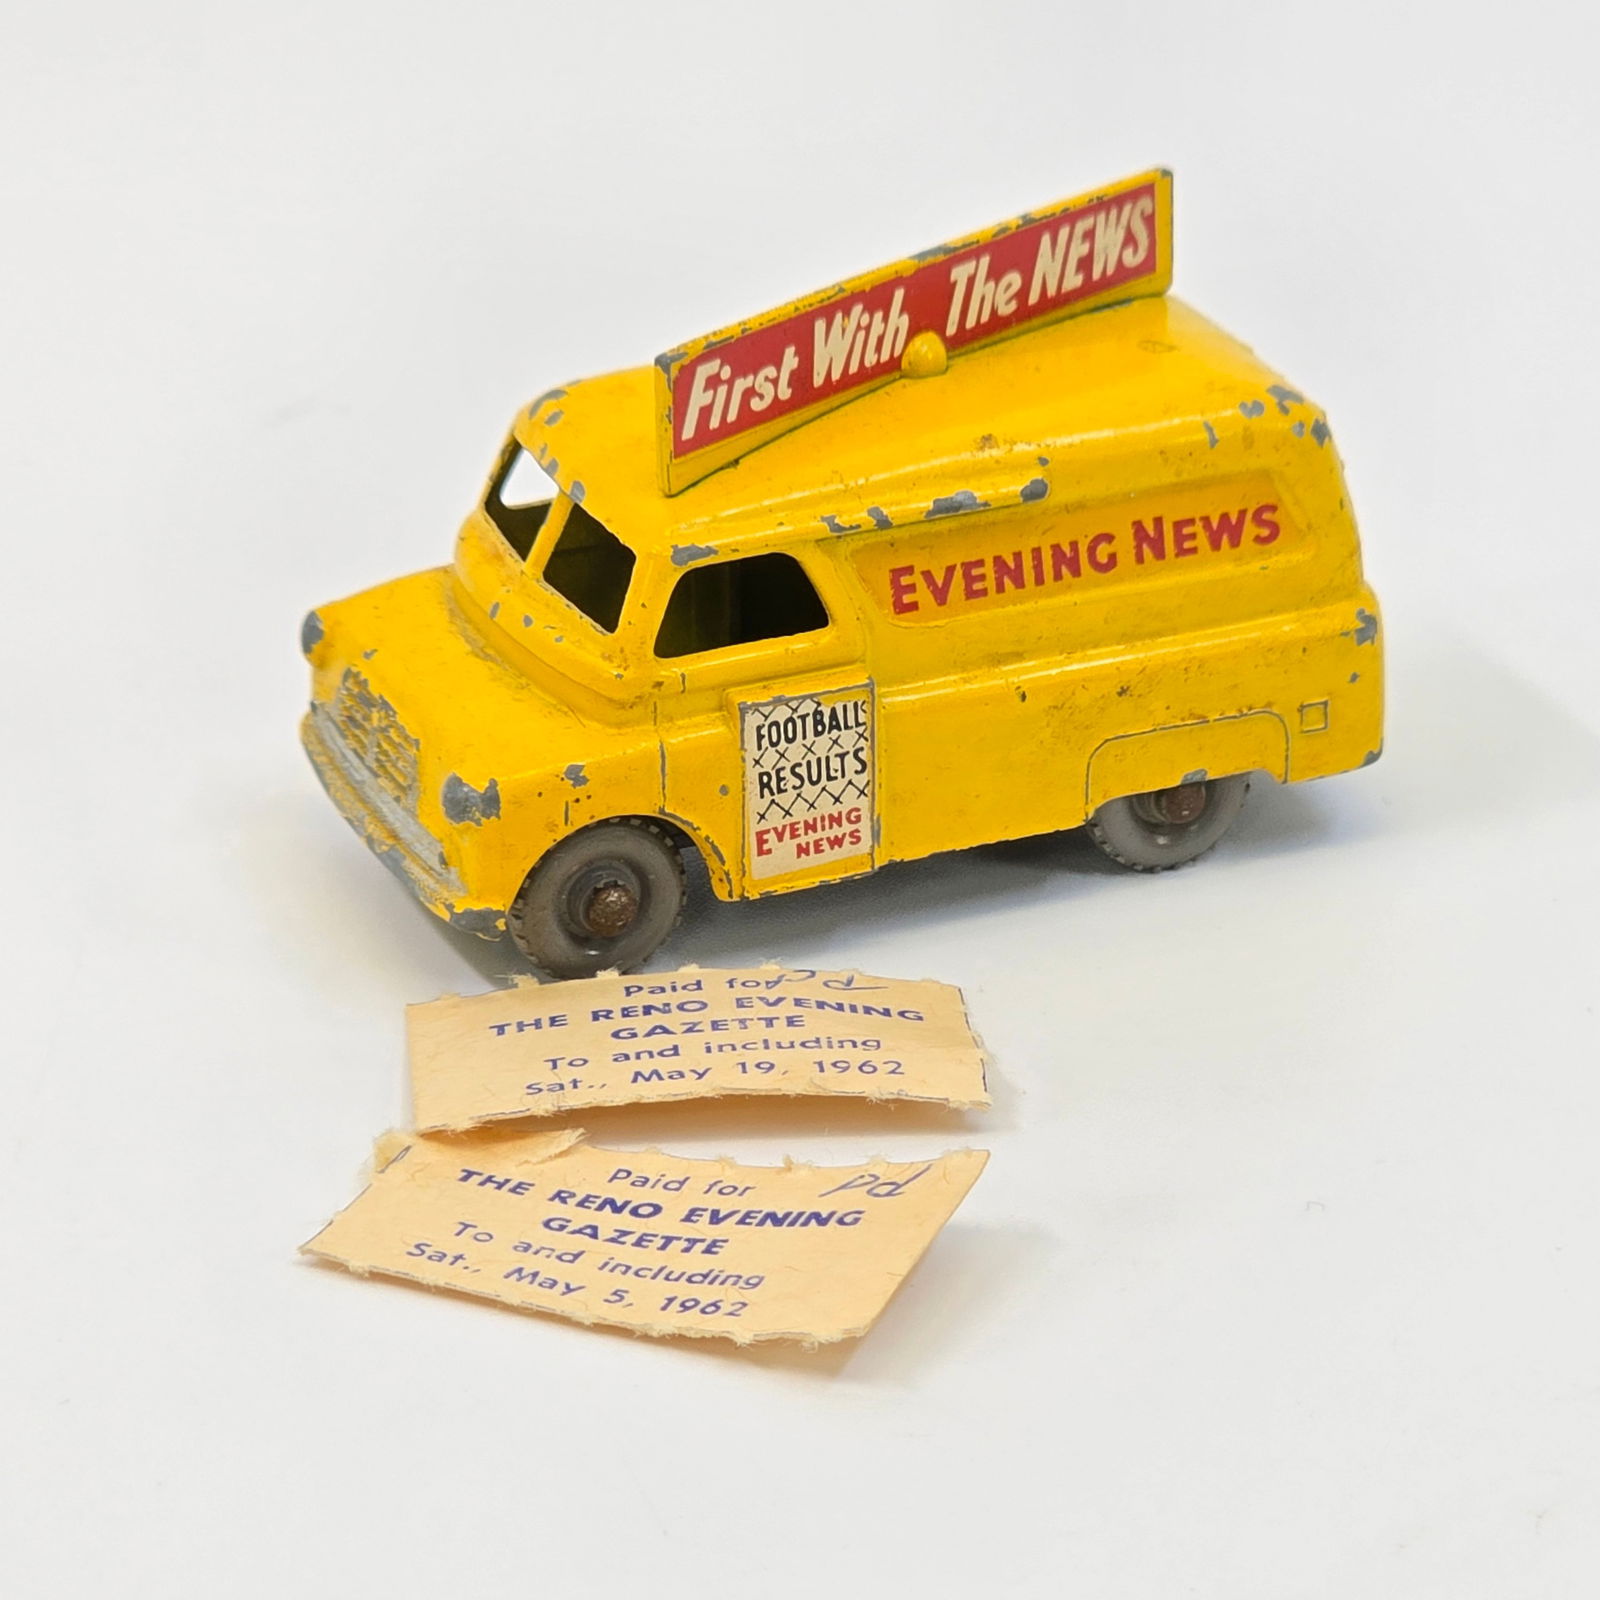 First With The NEWS
EVENING NEWS
FOOTBALL
RESULTS
EVENING
NEWS
Paid for
THE RENO EVENING
GAZETTE
To and including
Sat., May 19, 1962
Paid for pd
THE RENO EVENING
GAZETTE
To and including
Sat., May 5, 1962